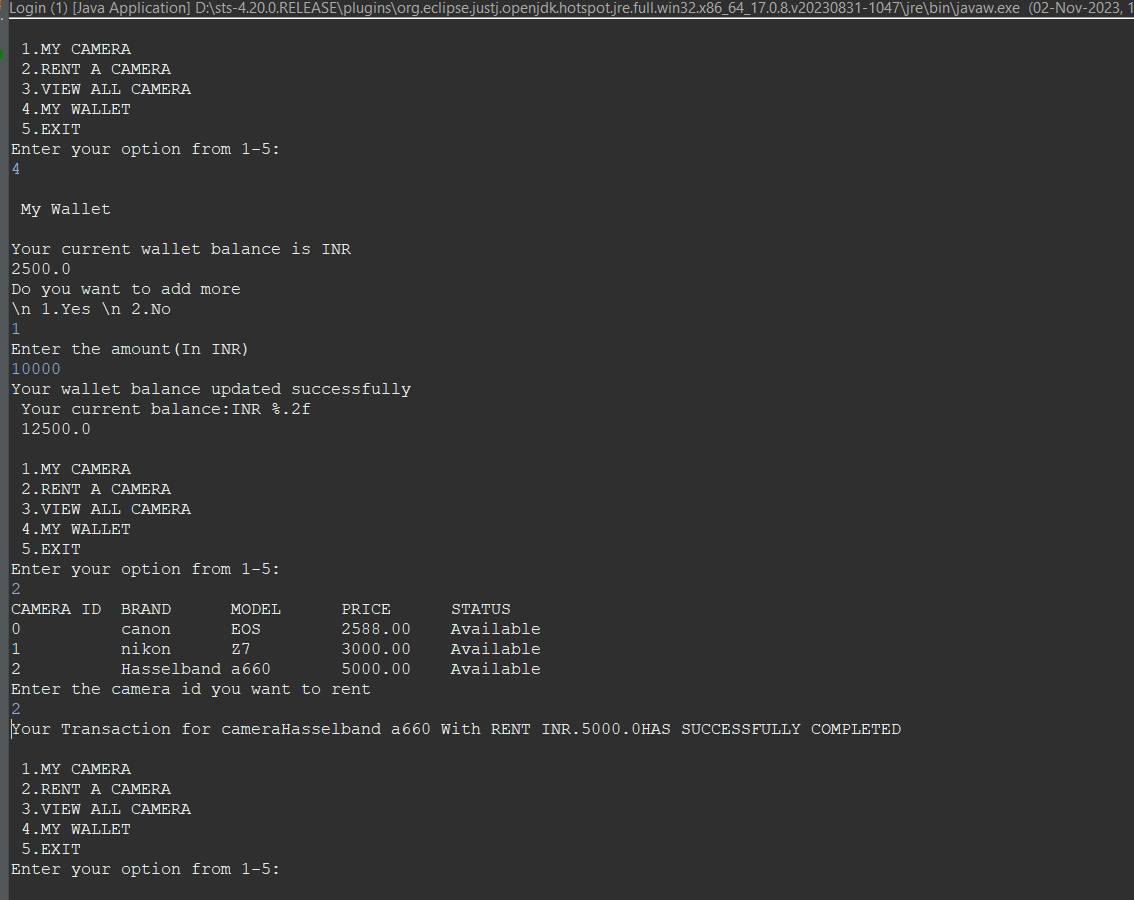 Login (1) [Java Application] D:\sts-4.20.0.RELEASE\plugins\org.eclipse.justj.openjdk.hotspot.jre.full.win32.x86_64_17.0.8.v20230831-1047\jre\bin\javaw.exe (02-Nov-2023, 1
1.MY CAMERA
2.RENT A CAMERA
3.VIEW ALL CAMERA
4.MY WALLET
5.EXIT
Enter your option from 1-5:
4
My Wallet
Your current wallet balance is INR
2500.0
Do you want to add more
\n 1.Yes \n 2.No
1
Enter the amount(In INR)
10000
Your wallet balance updated successfully
Your current balance:INR %.2f
12500.0
1.MY CAMERA
2.RENT A CAMERA
3.VIEW ALL CAMERA
4.MY WALLET
5.EXIT
Enter your option from 1-5:
2
CAMERA ID BRAND MODEL PRICE STATUS
0 canon EOS 2588.00 Available
1 nikon Z7 3000.00 Available
2 Hasselband a660 5000.00 Available
Enter the camera id you want to rent
2
Your Transaction for cameraHasselband a660 With RENT INR.5000.0HAS SUCCESSFULLY COMPLETED
1.MY CAMERA
2.RENT A CAMERA
3.VIEW ALL CAMERA
4.MY WALLET
5.EXIT
Enter your option from 1-5: